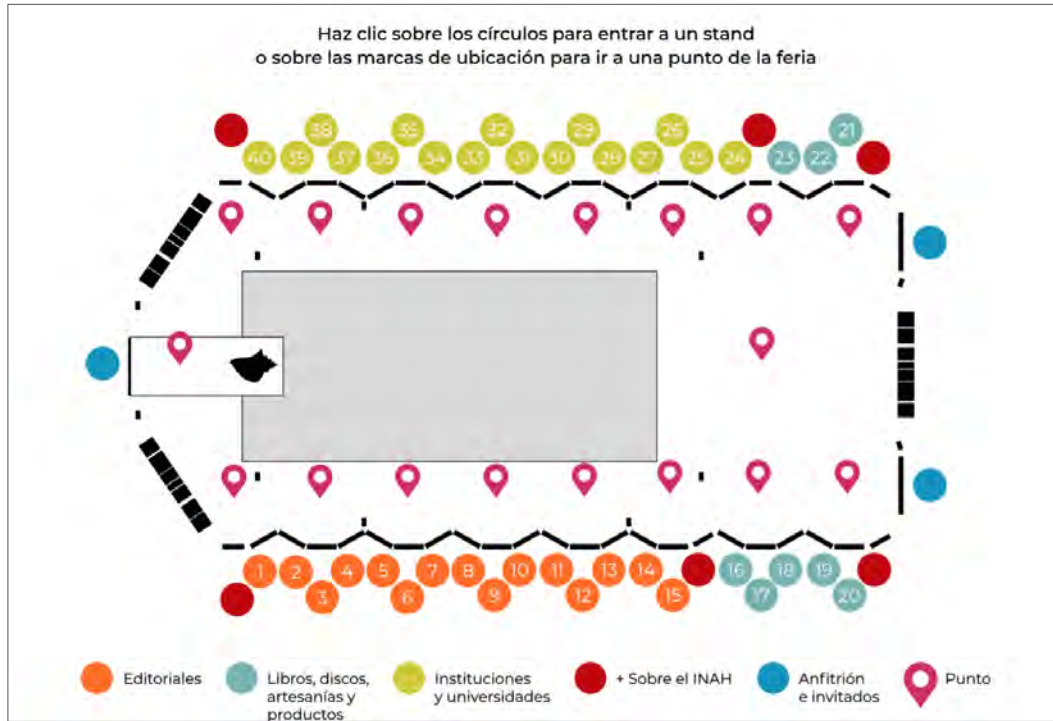 Haz clic sobre los círculos para entrar a un stand
o sobre las marcas de ubicación para ir a una punto de la feria
38 35 32 29 26 21
40 39 37 36 34 33 31 30 28 27 25 24 23 22
1 2 4 5 7 8 10 11 13 14 16 18 19
3 6 9 12 15 17 20
Editoriales
Libros, discos,
artesanías y
productos
Instituciones
y universidades
+ Sobre el INAH
Anfitrión
e invitados
Punto